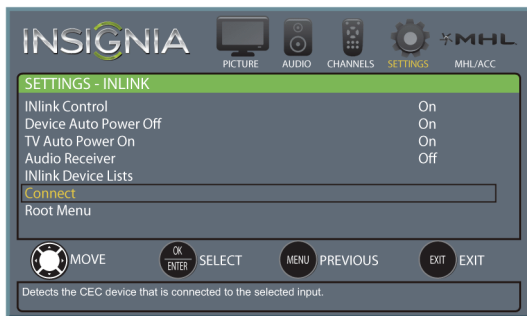 INSIGNIA
PICTURE AUDIO CHANNELS SETTINGS MHL/ACC
MHL
SETTINGS - INLINK
INlink Control On
Device Auto Power Off On
TV Auto Power On On
Audio Receiver Off
INlink Device Lists
Connect
Root Menu
MOVE OK ENTER SELECT MENU PREVIOUS EXIT EXIT
Detects the CEC device that is connected to the selected input.